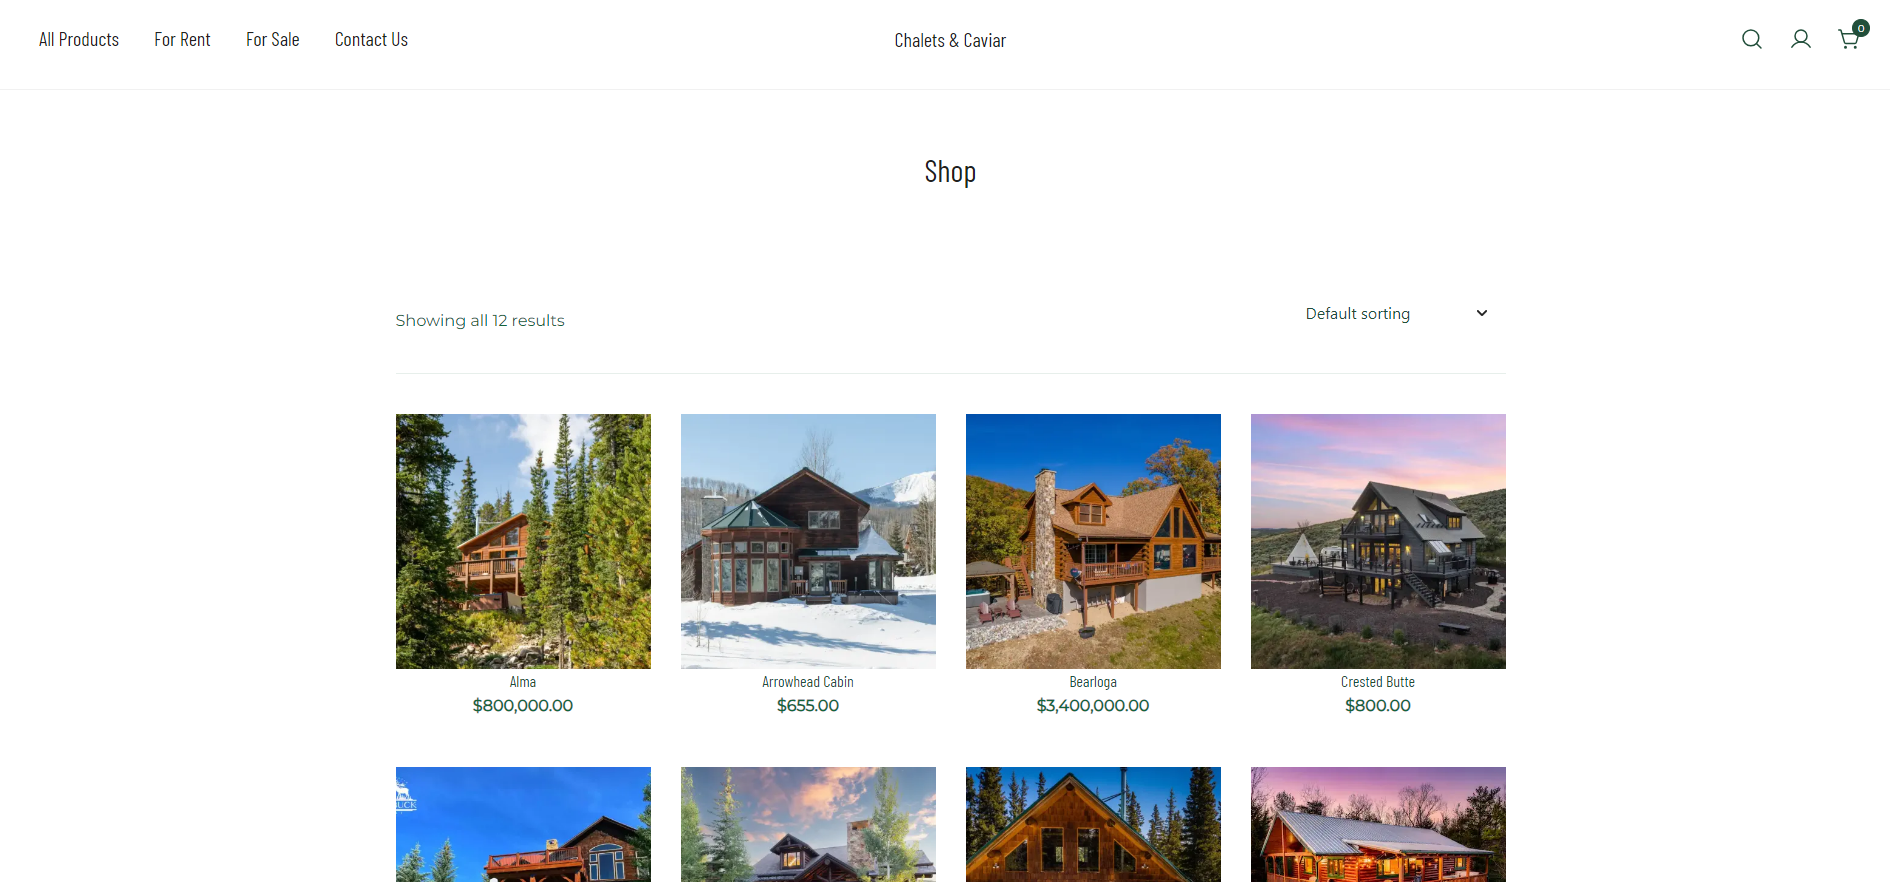 All Products For Rent For Sale Contact Us Chalets & Caviar 0
Shop
Showing all 12 results Default sorting
Alma Arrowhead Cabin Bearloga Crested Butte
$800,000.00 $655.00 $3,400,000.00 $800.00